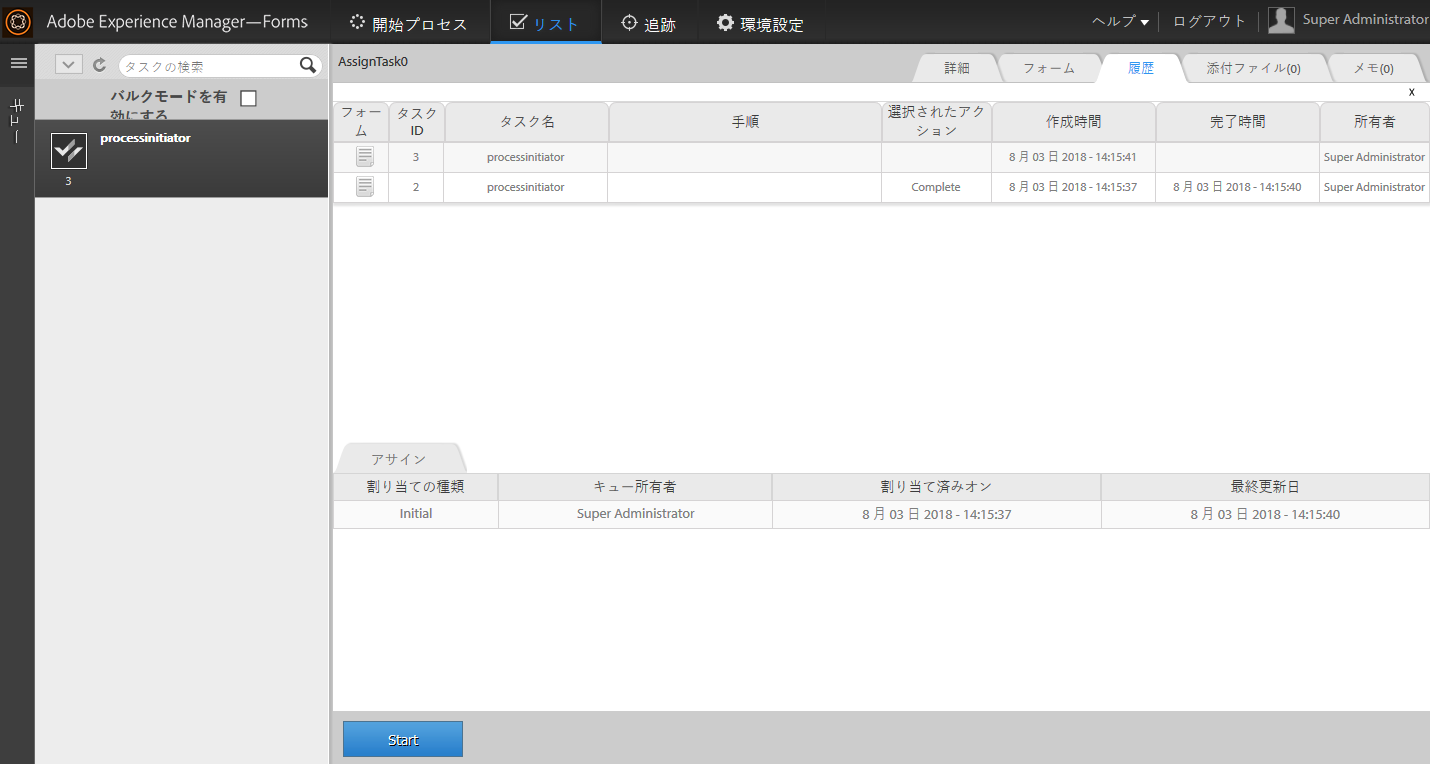 Adobe Experience Manager—Forms
開始プロセス
リスト
追跡
環境設定
ヘルプ
ログアウト
Super Administrator
キュー
タスクの検索
バルクモードを有
効にする
processinitiator
3
AssignTask0
詳細
フォーム
履歴
添付ファイル(0)
メモ(0)
x
フォー
ム
タスク
ID
タスク名
手順
選択されたアク
ション
作成時間
完了時間
所有者
3 processinitiator 8 月 03 日 2018 - 14:15:41 Super Administrator
2 processinitiator Complete 8 月 03 日 2018 - 14:15:37 8 月 03 日 2018 - 14:15:40 Super Administrator
アサイン
割り当ての種類 キュー所有者 割り当て済みオン 最終更新日
Initial Super Administrator 8 月 03 日 2018 - 14:15:37 8 月 03 日 2018 - 14:15:40
Start